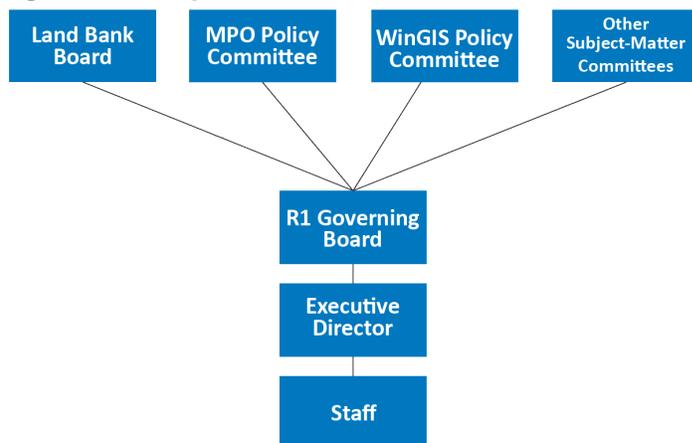 Land Bank
Board
MPO Policy
Committee
WinGIS Policy
Committee
Other
Subject-Matter
Committees
R1 Governing
Board
Executive
Director
Staff